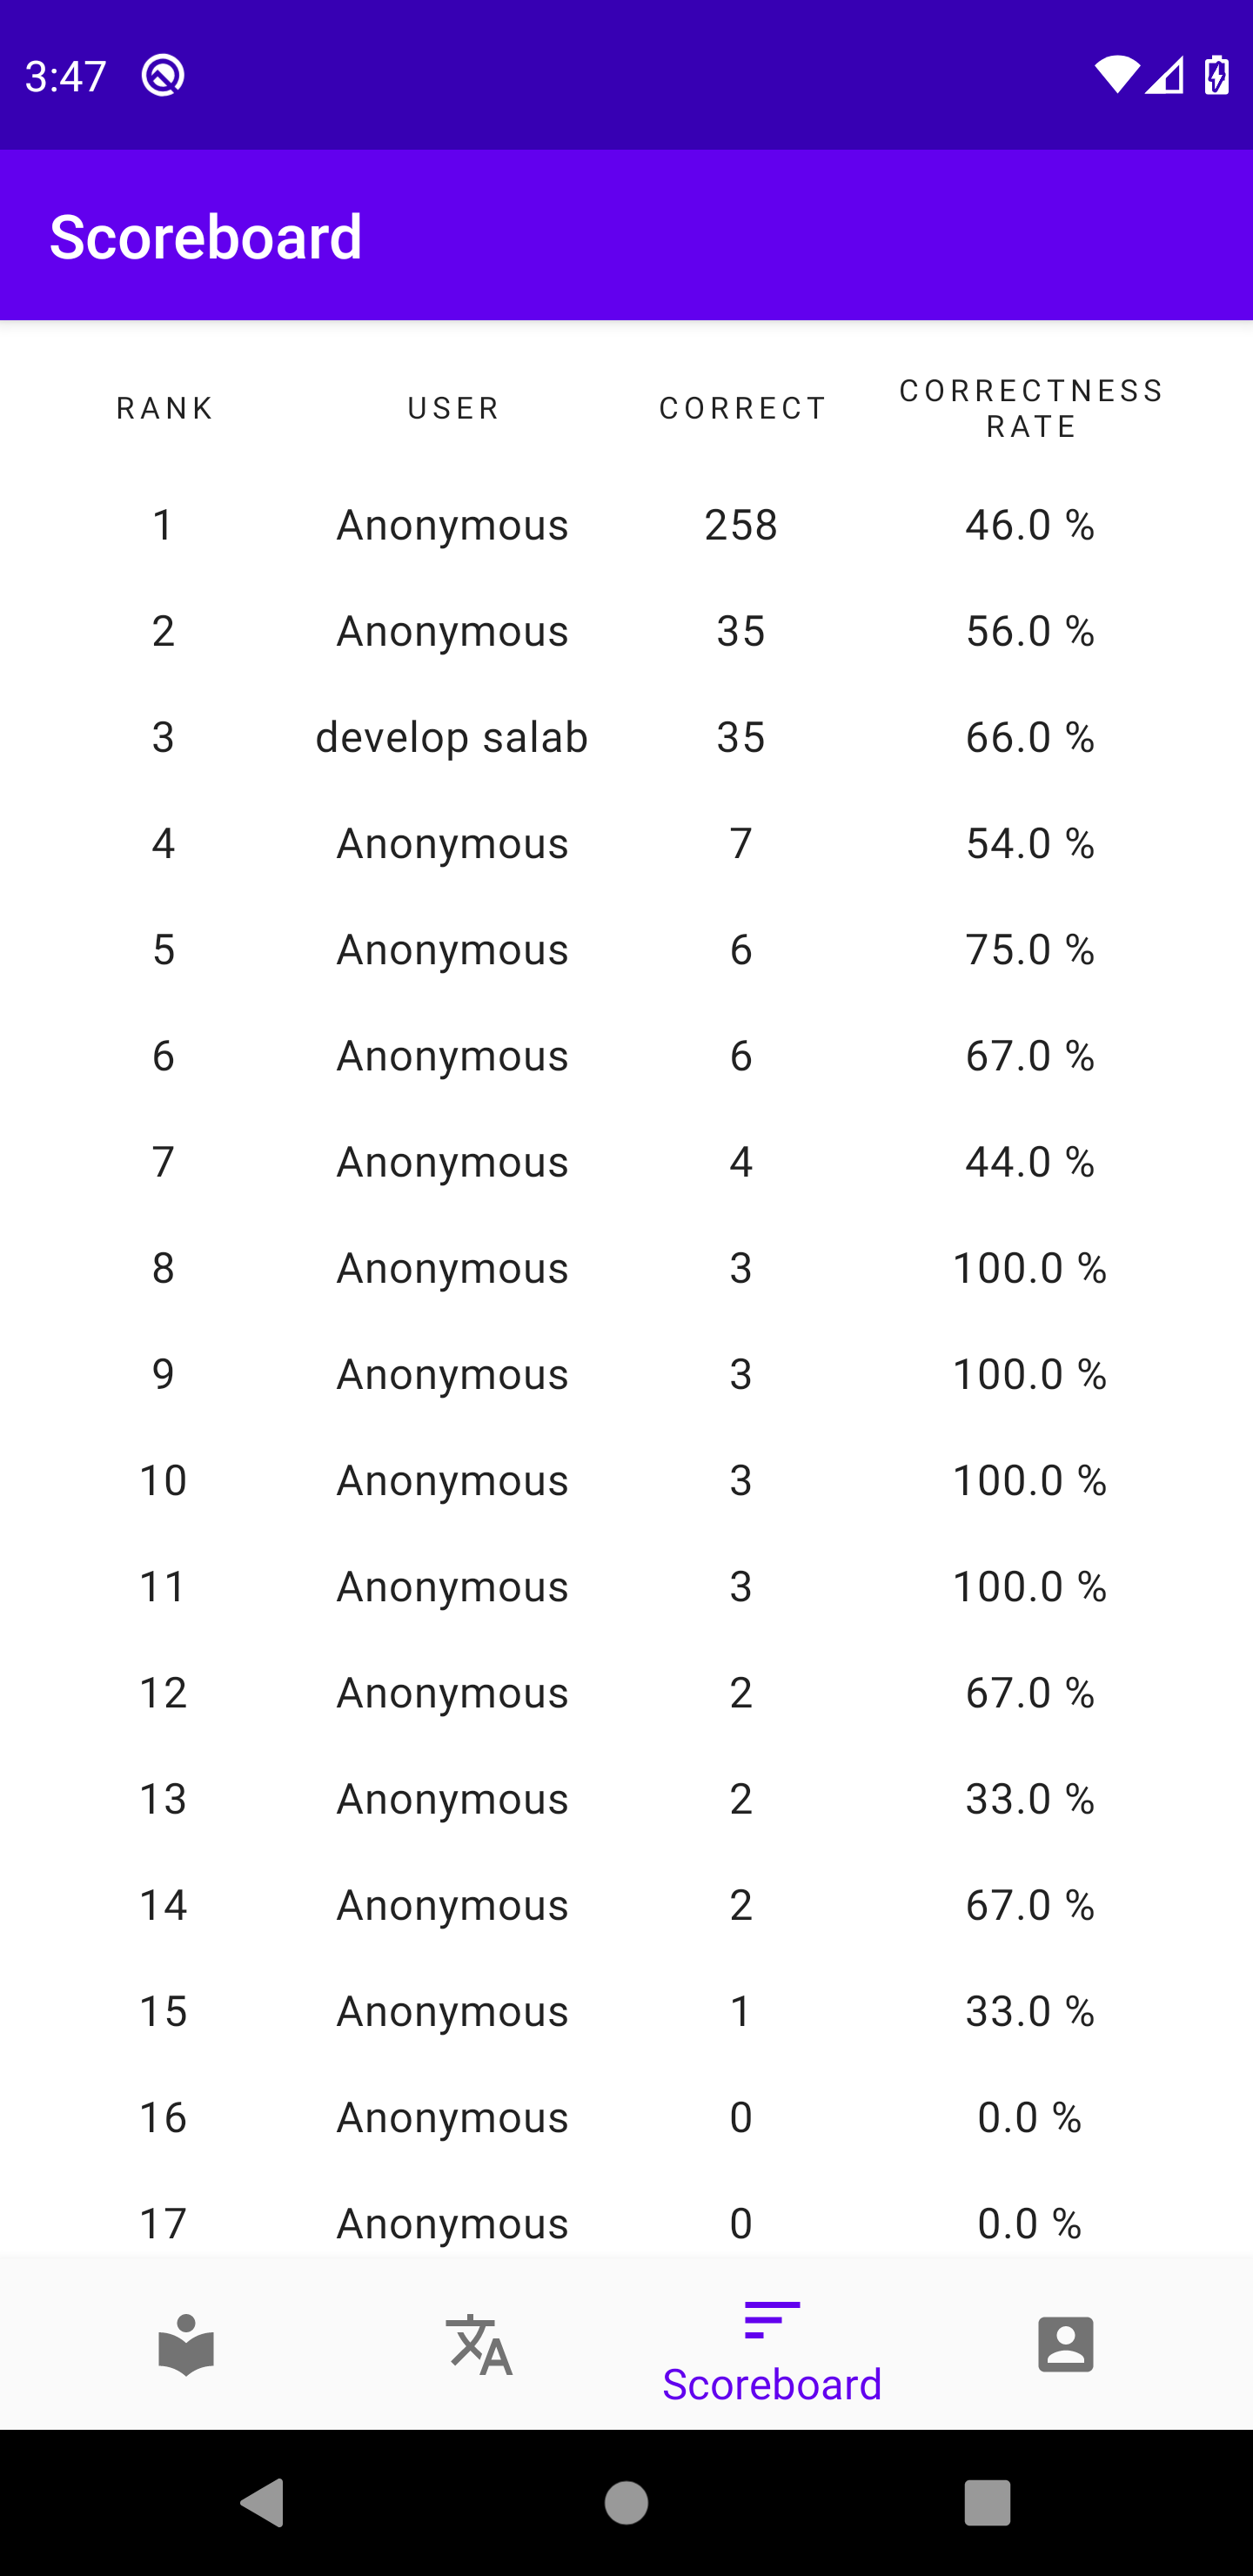 3:47
Scoreboard
RANK USER CORRECT CORRECTNESS RATE
1 Anonymous 258 46.0 %
2 Anonymous 35 56.0 %
3 develop salab 35 66.0 %
4 Anonymous 7 54.0 %
5 Anonymous 6 75.0 %
6 Anonymous 6 67.0 %
7 Anonymous 4 44.0 %
8 Anonymous 3 100.0 %
9 Anonymous 3 100.0 %
10 Anonymous 3 100.0 %
11 Anonymous 3 100.0 %
12 Anonymous 2 67.0 %
13 Anonymous 2 33.0 %
14 Anonymous 2 67.0 %
15 Anonymous 1 33.0 %
16 Anonymous 0 0.0 %
17 Anonymous 0 0.0 %
Scoreboard